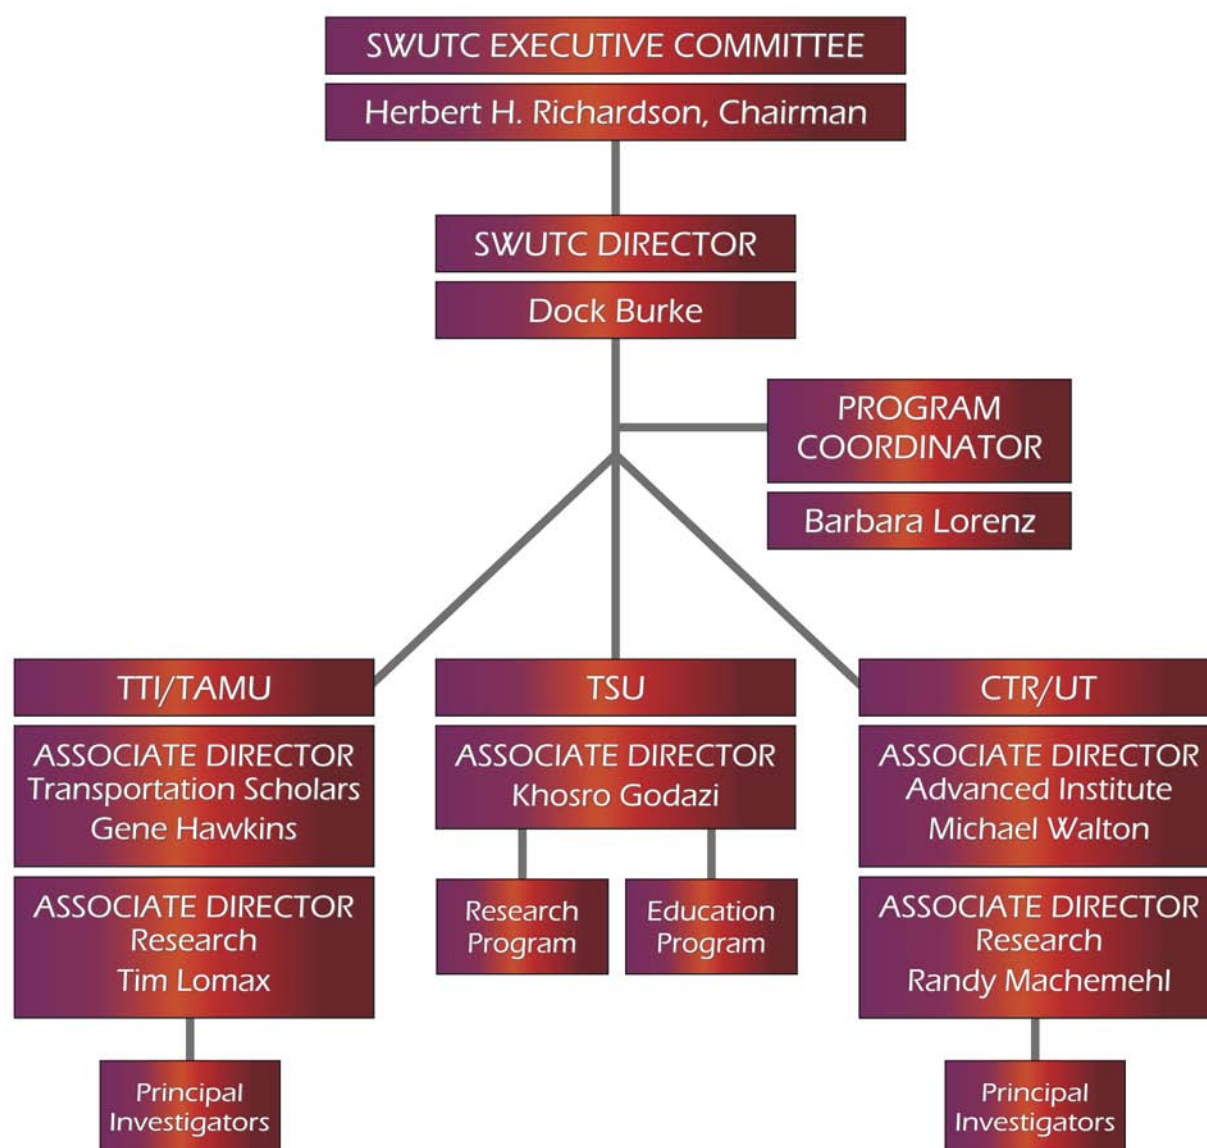 SWUTC EXECUTIVE COMMITTEE
Herbert H. Richardson, Chairman
SWUTC DIRECTOR
Dock Burke
PROGRAM
COORDINATOR
Barbara Lorenz
TTI/TAMU
ASSOCIATE DIRECTOR
Transportation Scholars
Gene Hawkins
ASSOCIATE DIRECTOR
Research
Tim Lomax
Principal
Investigators
TSU
ASSOCIATE DIRECTOR
Khosro Godazi
Research
Program
Education
Program
CTR/UT
ASSOCIATE DIRECTOR
Advanced Institute
Michael Walton
ASSOCIATE DIRECTOR
Research
Randy Machemehl
Principal
Investigators